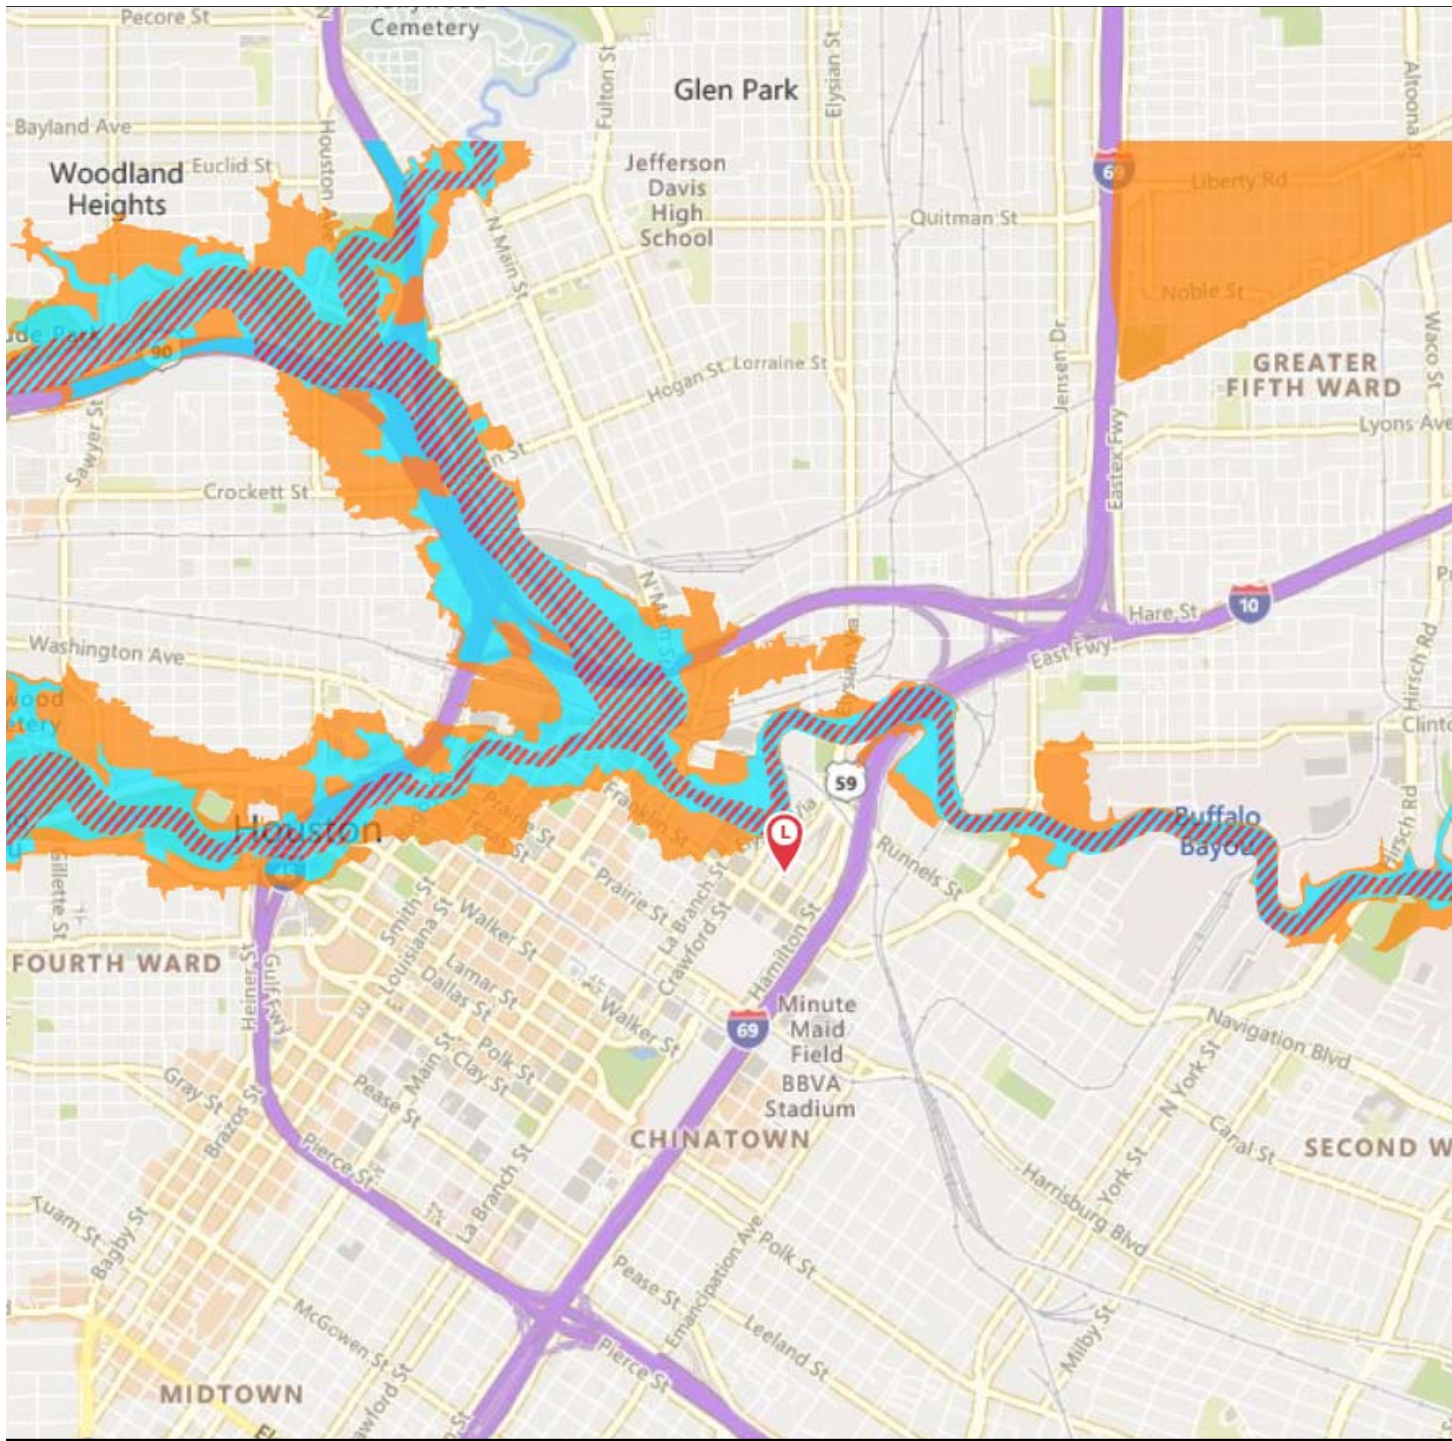 Pecore St
Cemetery
Fulton St
Elysian St
Glen Park
Altoona St
Bayland Ave
Houston Ave
Euclid St
Woodland
Heights
Jefferson
Davis
High
School
69
Liberty Rd
Quitman St
N Main St
Noble St
90
Jensen Dr
Waco St
Lorraine St
Hogan St
GREATER
FIFTH WARD
Sawyer St
Eastex Fwy
Lyons Ave
Crockett St
N Main St
Hare St
10
Washington Ave
East Fwy
Hirsch Rd
Elysian Via
59
Houston
Prairie St
Franklin St
L
Buffalo
Bayou
Hirsch Rd
Runnels St
Gillette St
Smith St
Louisiana St
Walker St
Prairie St
La Branch St
Crawford St
Hamilton St
FOURTH WARD
Heiner St
Gulf Fwy
Lamar St
Dallas St
Walker St
Minute
Maid
Field
69
Navigation Blvd
Polk St
Clay St
Main St
Pease St
BBVA
Stadium
N York St
Gray St
Brazos St
CHINATOWN
Canal St
SECOND W
Pierce St
La Branch St
York St
Harrisburg Blvd
Tuam St
Bagby St
Polk St
Emancipation Ave
Pease St
McGowen St
Leeland St
Milby St
Pierce St
MIDTOWN